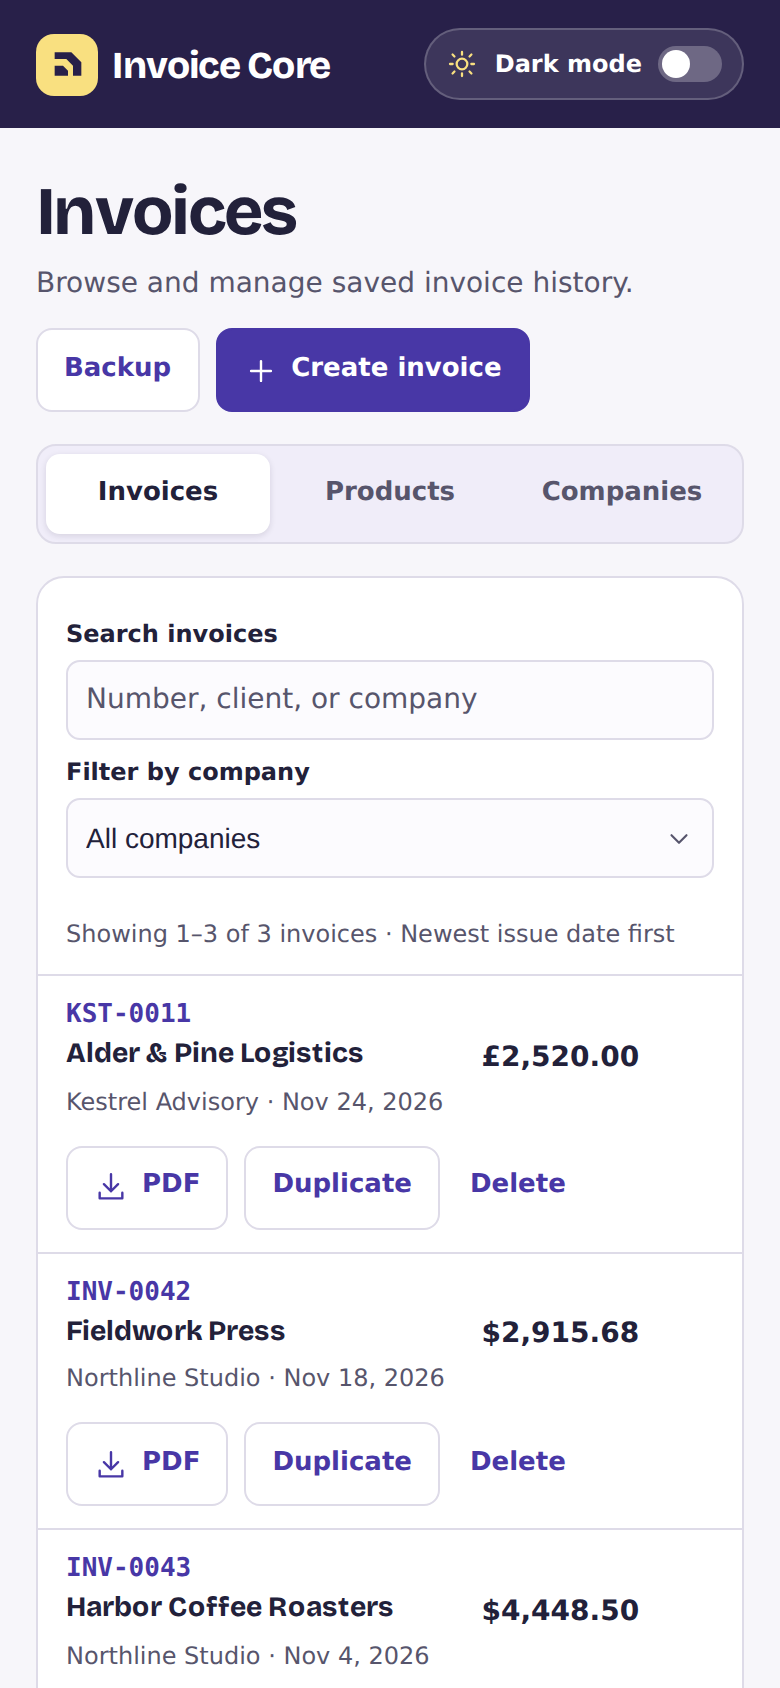 Invoice Core
Dark mode
Invoices
Browse and manage saved invoice history.
Backup
Create invoice
Invoices Products Companies
Search invoices
Number, client, or company
Filter by company
All companies
Showing 1–3 of 3 invoices · Newest issue date first
KST-0011
Alder & Pine Logistics £2,520.00
Kestrel Advisory · Nov 24, 2026
PDF Duplicate Delete
INV-0042
Fieldwork Press $2,915.68
Northline Studio · Nov 18, 2026
PDF Duplicate Delete
INV-0043
Harbor Coffee Roasters $4,448.50
Northline Studio · Nov 4, 2026